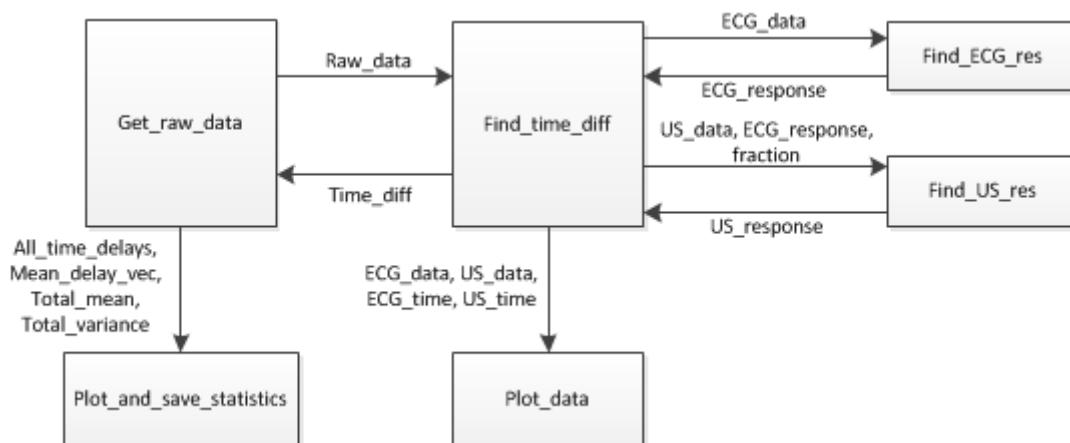 Get_raw_data
Raw_data
Time_diff
Find_time_diff
ECG_data
ECG_response
Find_ECG_res
US_data, ECG_response,
fraction
US_response
Find_US_res
All_time_delays,
Mean_delay_vec,
Total_mean,
Total_variance
ECG_data, US_data,
ECG_time, US_time
Plot_and_save_statistics
Plot_data